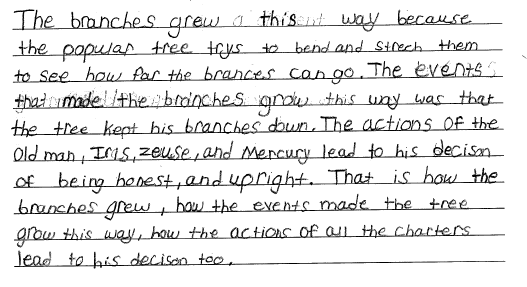 The branches grew this way because
the popular tree trys to bend and strech them
to see how far the brances can go. The events
that made the branches grow this way was that
the tree kept his branches down. The actions of the
Old man, Iris, zeuse, and Mercury lead to his decison
of being honest, and upright. That is how the
branches grew, how the events made the tree
grow this way, how the actions of all the charters
lead to his decison too.